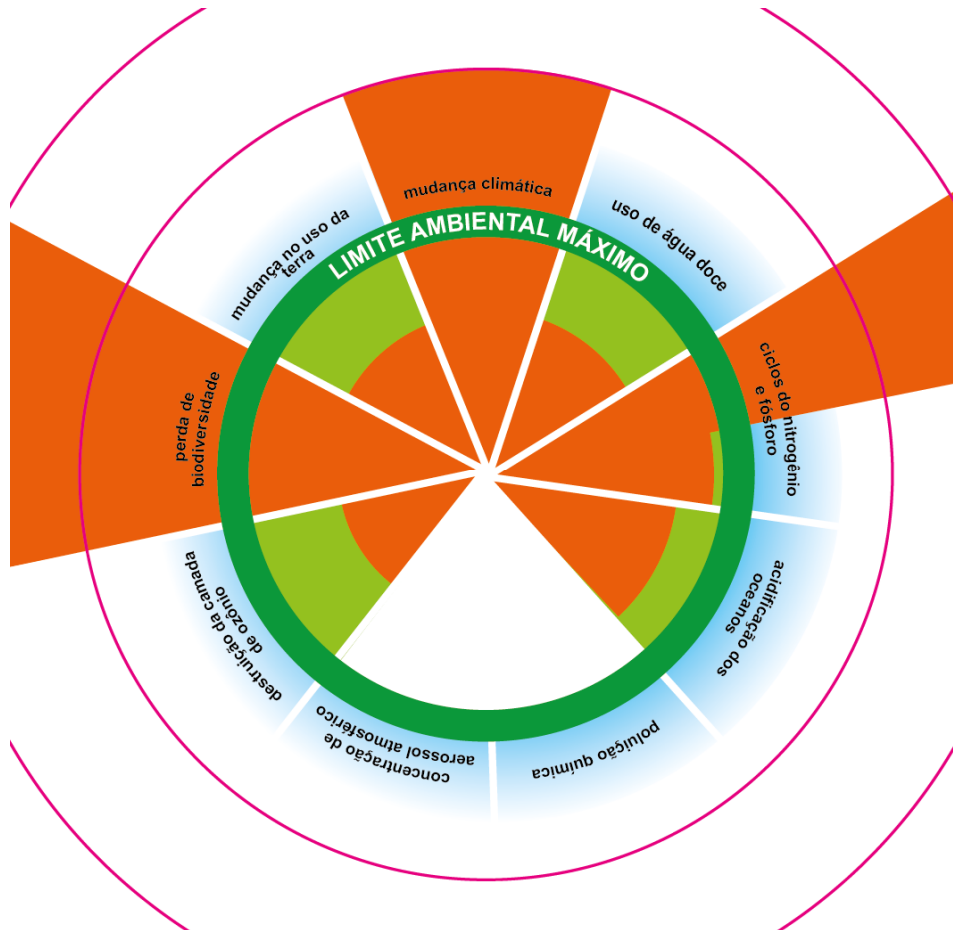 mudança climática
LIMITE AMBIENTAL MÁXIMO
uso de água doce
ciclos do nitrogênio
e fósforo
acidificação dos
oceanos
poluição química
concentração de
aerossol atmosférico
destruição da camada
de ozônio
perda de
biodiversidade
mudança no uso da
terra